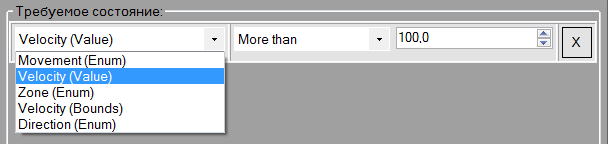 Требуемое состояние:
Velocity (Value) More than 100,0 X
Movement (Enum)
Velocity (Value)
Zone (Enum)
Velocity (Bounds)
Direction (Enum)